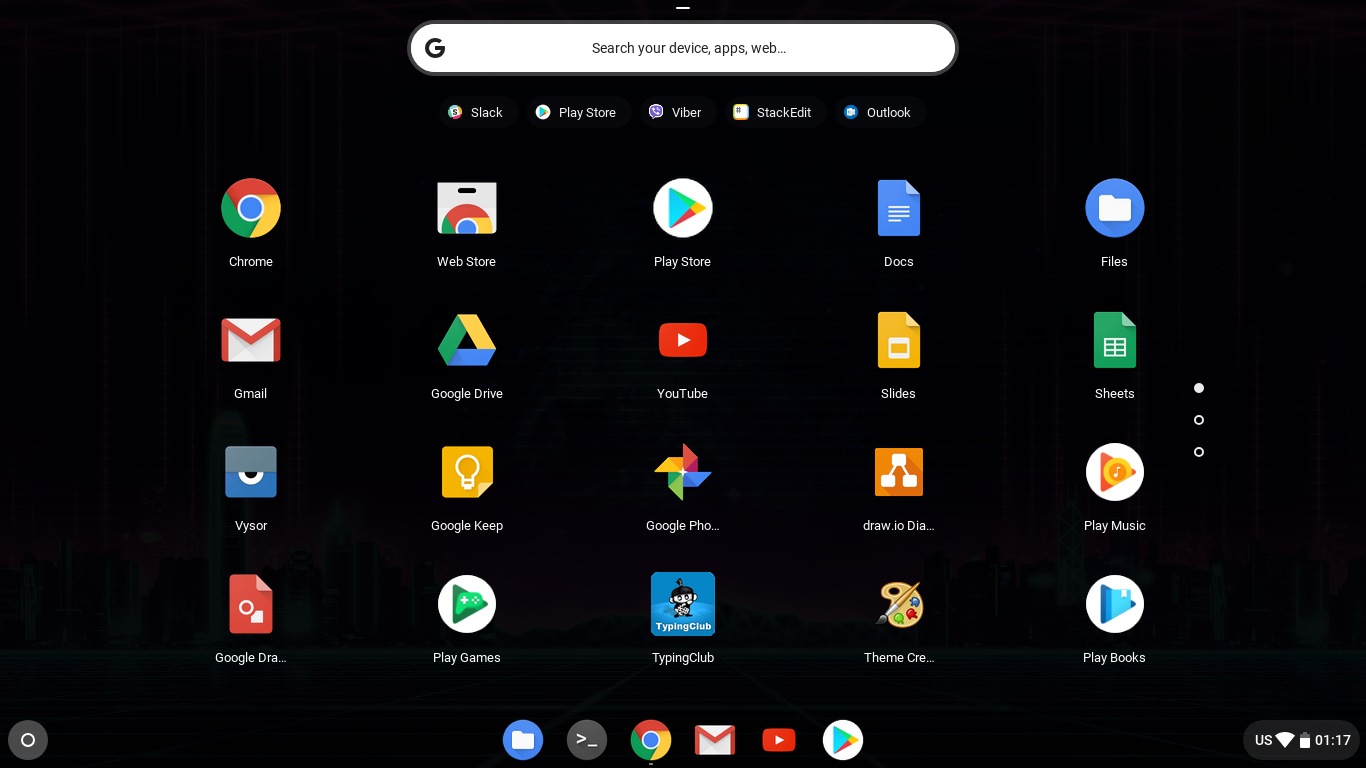 Search your device, apps, web...
Slack
Play Store
Viber
StackEdit
Outlook
Chrome
Web Store
Play Store
Docs
Files
Gmail
Google Drive
YouTube
Slides
Sheets
Vysor
Google Keep
Google Pho...
draw.io Dia...
Play Music
TypingClub
Google Dra...
Play Games
TypingClub
Theme Cre...
Play Books
>_
US
01:17